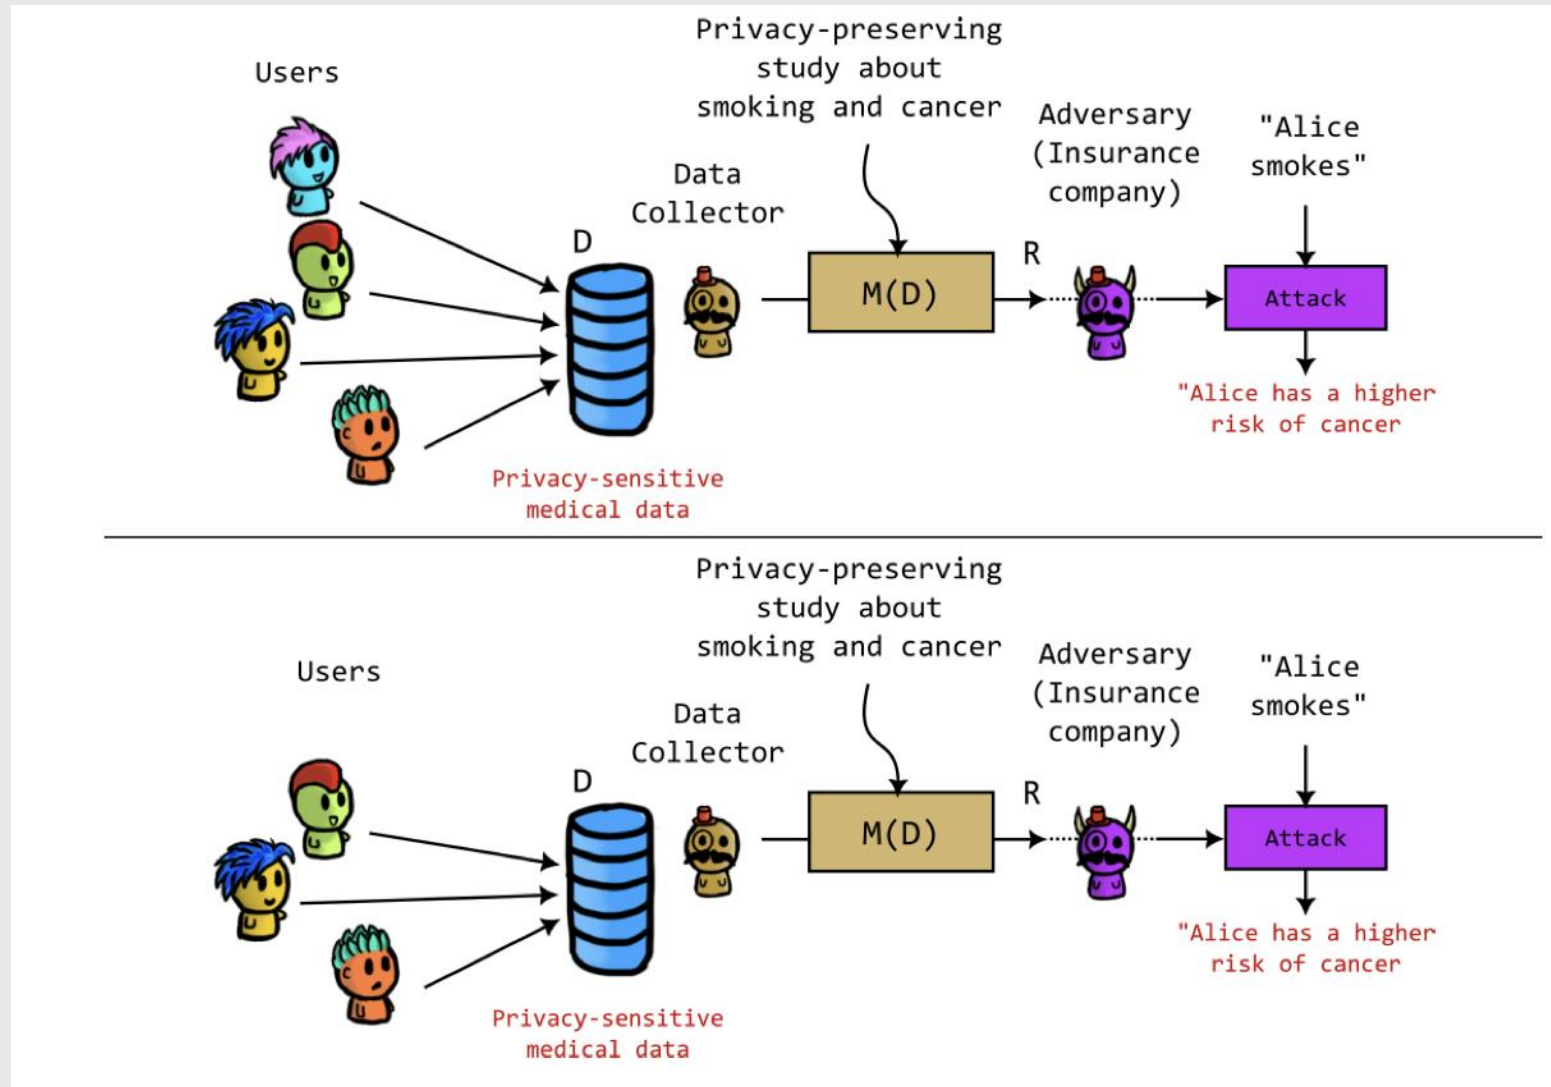 Users
Privacy-preserving
study about
smoking and cancer
Data
Collector
D
M(D)
R
Adversary
(Insurance
company)
"Alice
smokes"
Attack
"Alice has a higher
risk of cancer
Privacy-sensitive
medical data
Users
Privacy-preserving
study about
smoking and cancer
Data
Collector
D
M(D)
R
Adversary
(Insurance
company)
"Alice
smokes"
Attack
"Alice has a higher
risk of cancer
Privacy-sensitive
medical data